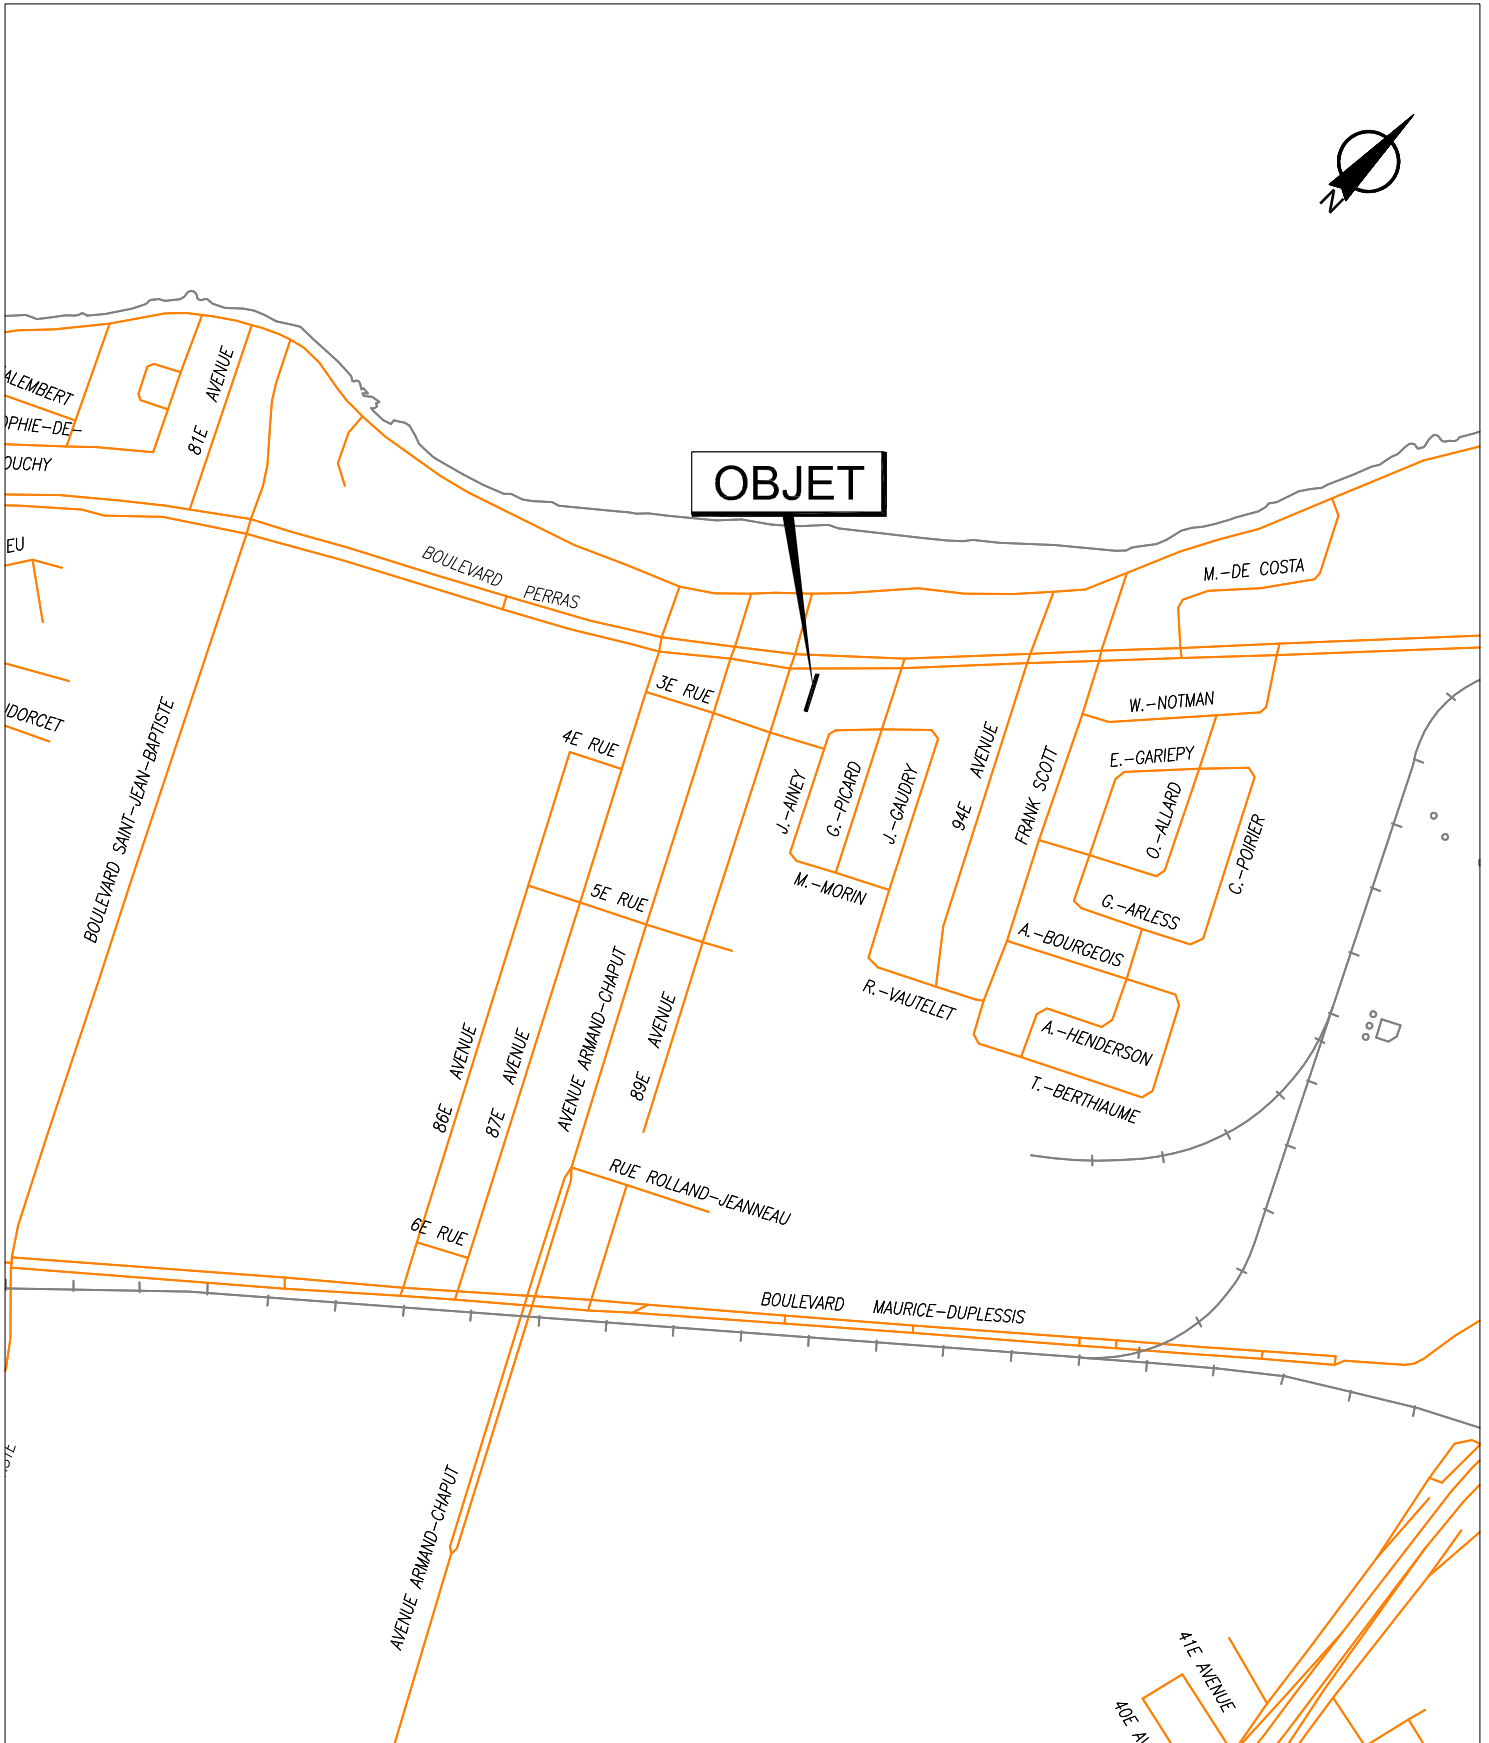 N
81E AVENUE
ALEMBERT
OPHIE-DE-
OUCHY
OBJET
EU
BOULEVARD PERRAS
M.-DE COSTA
3E RUE
W.-NOTMAN
DORCET
4E RUE
BOULEVARD SAINT-JEAN-BAPTISTE
94E AVENUE
FRANK SCOTT
E.-GARIEPY
J.-AINEY
G.-PICARD
J.-GAUDRY
O.-ALLARD
C.-POIRIER
M.-MORIN
5E RUE
G.-ARLESS
A.-BOURGEOIS
R.-VAUTELET
86E AVENUE
87E AVENUE
AVENUE ARMAND-CHAPUT
89E AVENUE
A.-HENDERSON
T.-BERTHIAUME
RUE ROLLAND-JEANNEAU
6E RUE
BOULEVARD MAURICE-DUPLESSIS
AVENUE ARMAND-CHAPUT
41E AVENUE
40E